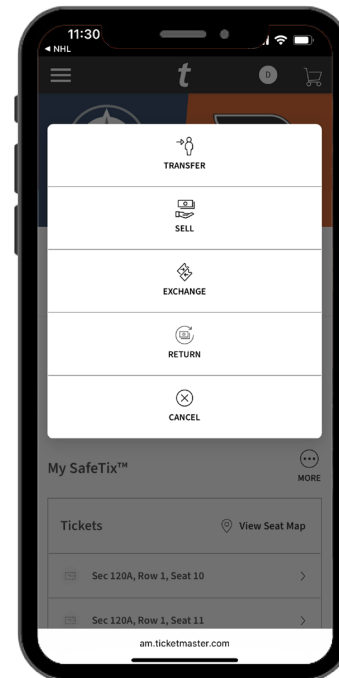 11:30
◀ NHL
t
D
TRANSFER
SELL
EXCHANGE
RETURN
CANCEL
My SafeTix™
MORE
Tickets
View Seat Map
Sec 120A, Row 1, Seat 10
Sec 120A, Row 1, Seat 11
am.ticketmaster.com